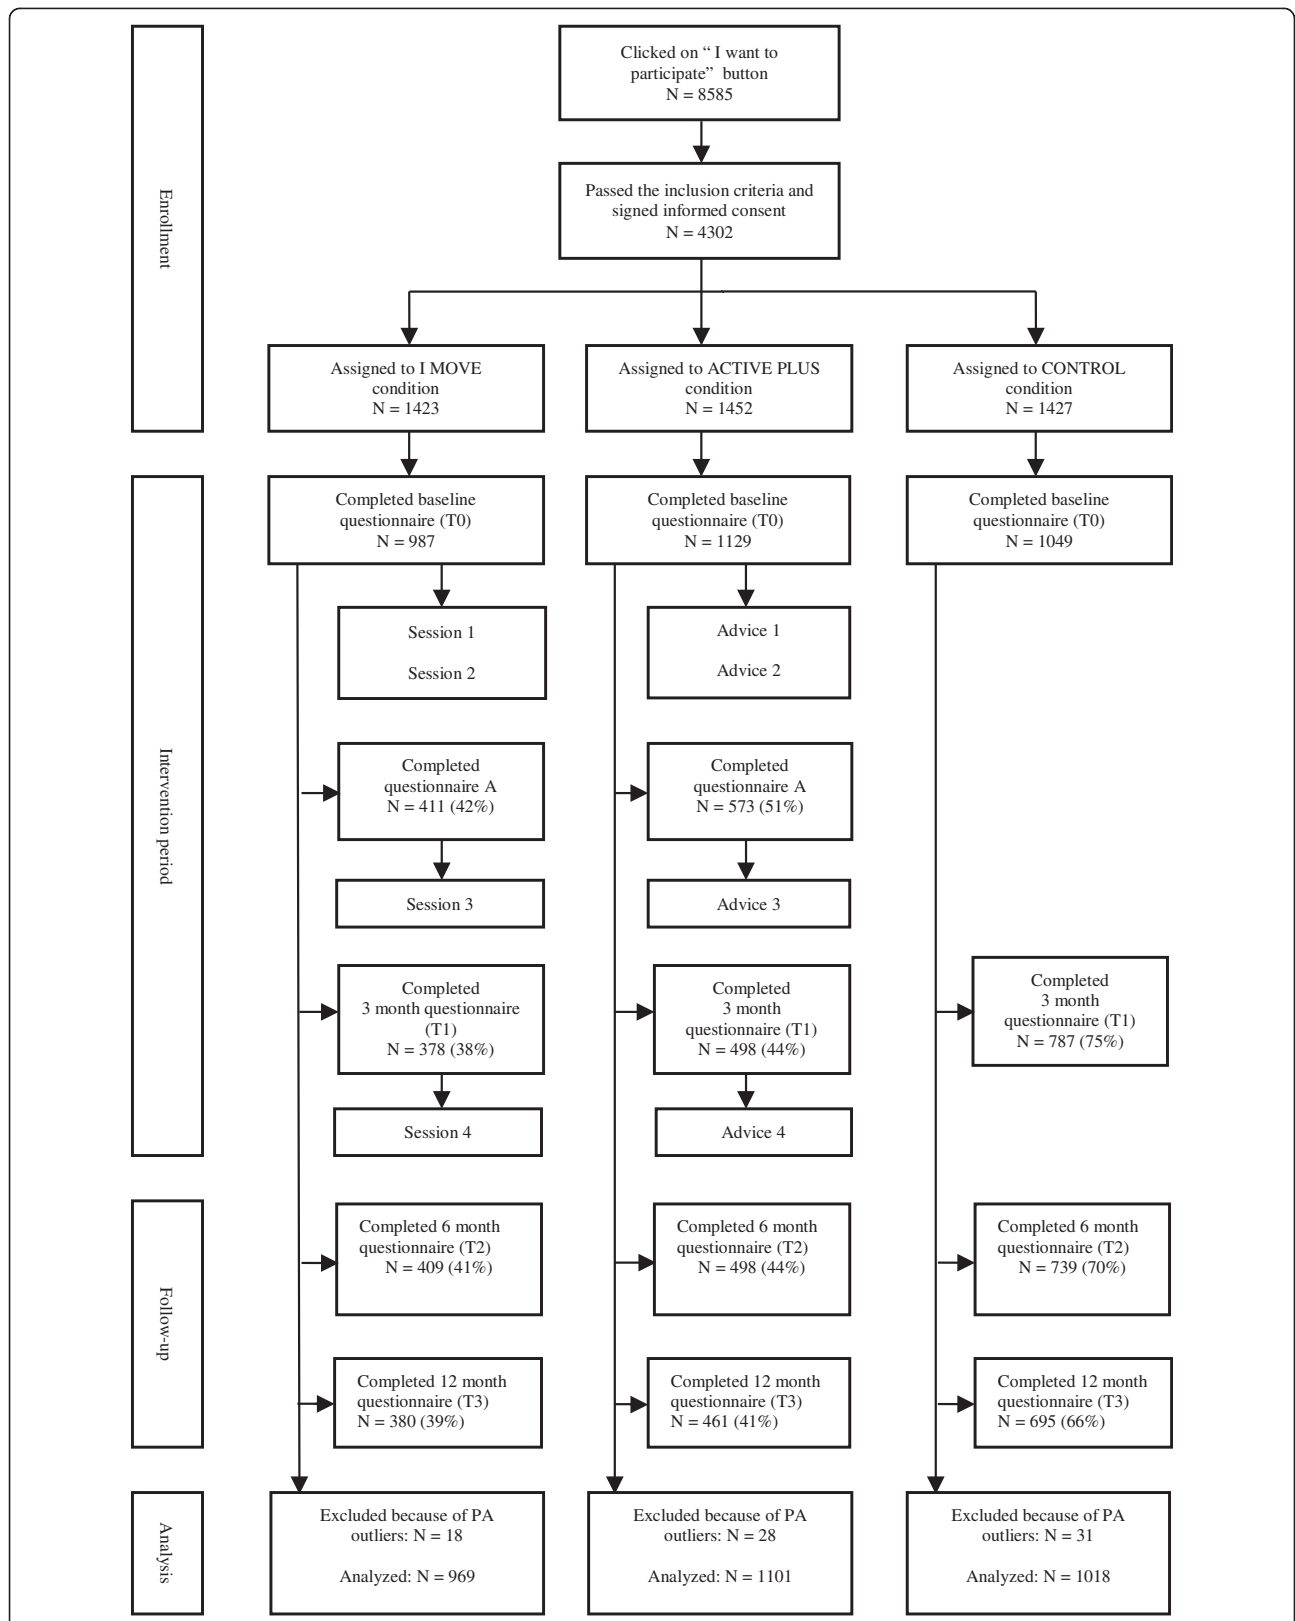 Enrollment
Clicked on “ I want to
participate” button
N = 8585
Passed the inclusion criteria and
signed informed consent
N = 4302
Assigned to I MOVE
condition
N = 1423
Assigned to ACTIVE PLUS
condition
N = 1452
Assigned to CONTROL
condition
N = 1427
Intervention period
Completed baseline
questionnaire (T0)
N = 987
Completed baseline
questionnaire (T0)
N = 1129
Completed baseline
questionnaire (T0)
N = 1049
Session 1
Session 2
Advice 1
Advice 2
Completed
questionnaire A
N = 411 (42%)
Completed
questionnaire A
N = 573 (51%)
Session 3
Advice 3
Completed
3 month questionnaire
(T1)
N = 378 (38%)
Completed
3 month
questionnaire (T1)
N = 498 (44%)
Completed
3 month
questionnaire (T1)
N = 787 (75%)
Session 4
Advice 4
Follow-up
Completed 6 month
questionnaire (T2)
N = 409 (41%)
Completed 6 month
questionnaire (T2)
N = 498 (44%)
Completed 6 month
questionnaire (T2)
N = 739 (70%)
Completed 12 month
questionnaire (T3)
N = 380 (39%)
Completed 12 month
questionnaire (T3)
N = 461 (41%)
Completed 12 month
questionnaire (T3)
N = 695 (66%)
Analysis
Excluded because of PA
outliers: N = 18
Analyzed: N = 969
Excluded because of PA
outliers: N = 28
Analyzed: N = 1101
Excluded because of PA
outliers: N = 31
Analyzed: N = 1018